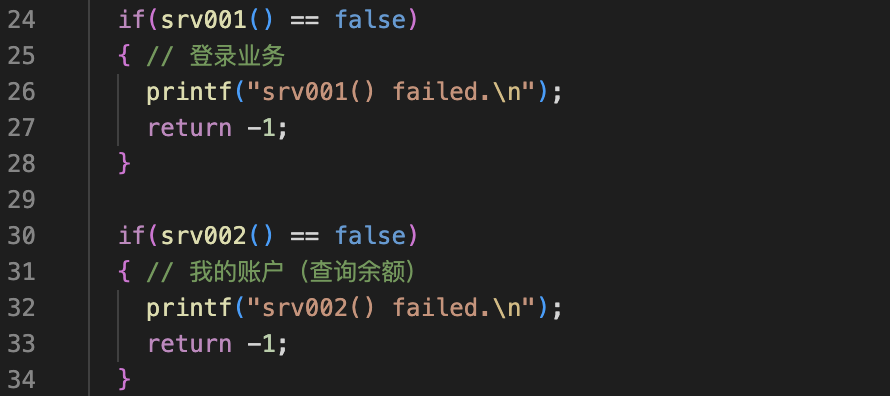 24 if(srv001() == false)
25 { // 登录业务
26 printf("srv001() failed.\n");
27 return -1;
28 }
29
30 if(srv002() == false)
31 { // 我的账户（查询余额）
32 printf("srv002() failed.\n");
33 return -1;
34 }